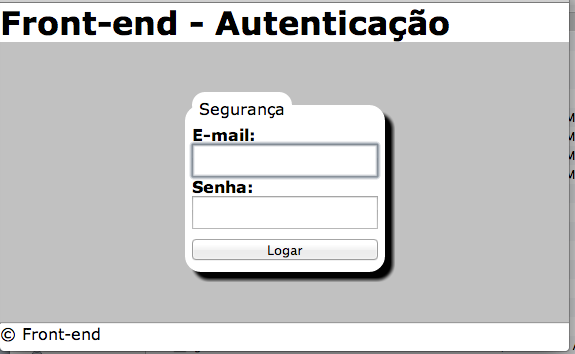 Front-end - Autenticação
Segurança
E-mail:
Senha:
Logar
© Front-end